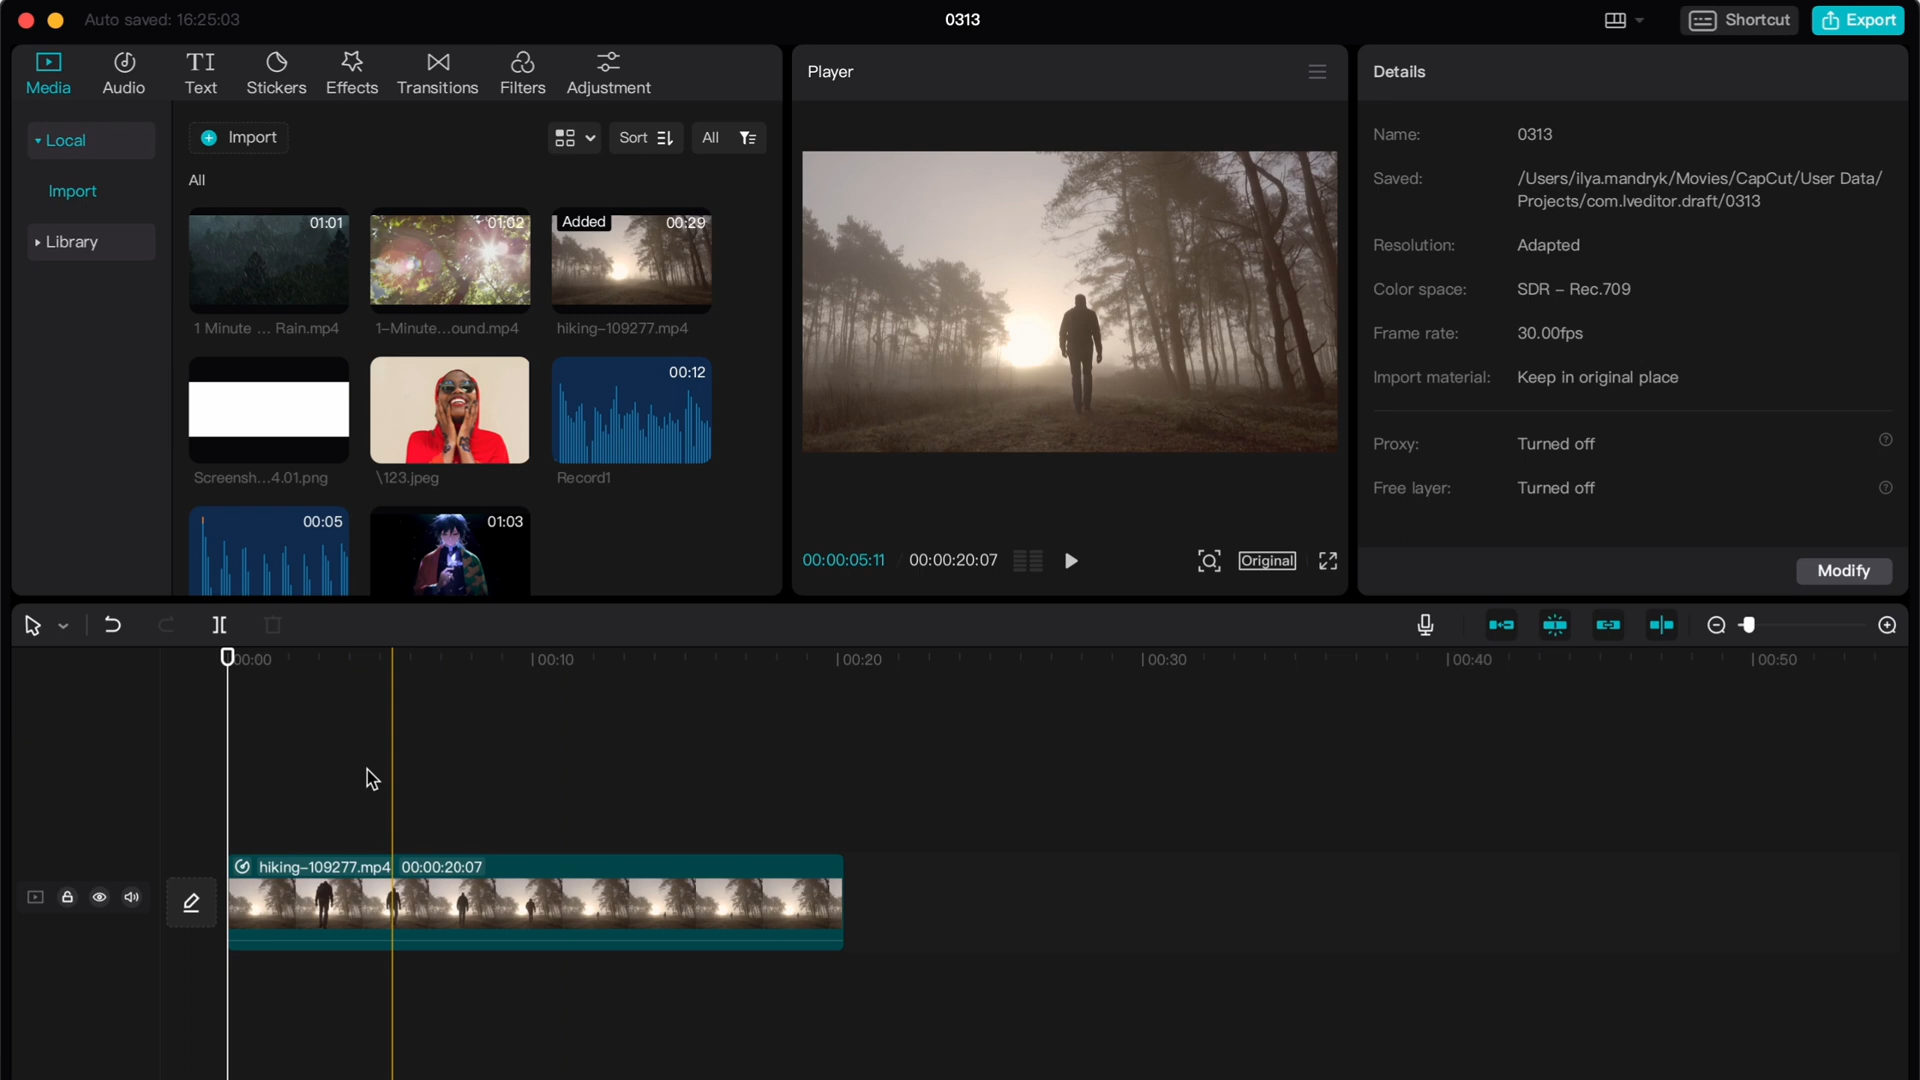 Auto saved: 16:25:03
0313
Shortcut
Export
Media
Audio
Text
Stickers
Effects
Transitions
Filters
Adjustment
Local
Import
Library
Import
Sort
All
All
01:01
1 Minute ... Rain.mp4
01:02
1-Minute...ound.mp4
Added
00:29
hiking-109277.mp4
Screensh...4.01.png
\123.jpeg
00:12
Record1
00:05
01:03
Player
00:00:05:11
00:00:20:07
Original
Details
Name: 0313
Saved: /Users/ilya.mandryk/Movies/CapCut/User Data/
Projects/com.lveditor.draft/0313
Resolution: Adapted
Color space: SDR – Rec.709
Frame rate: 30.00fps
Import material: Keep in original place
Proxy: Turned off
Free layer: Turned off
Modify
00:00
00:10
00:20
00:30
00:40
00:50
hiking-109277.mp4 00:00:20:07